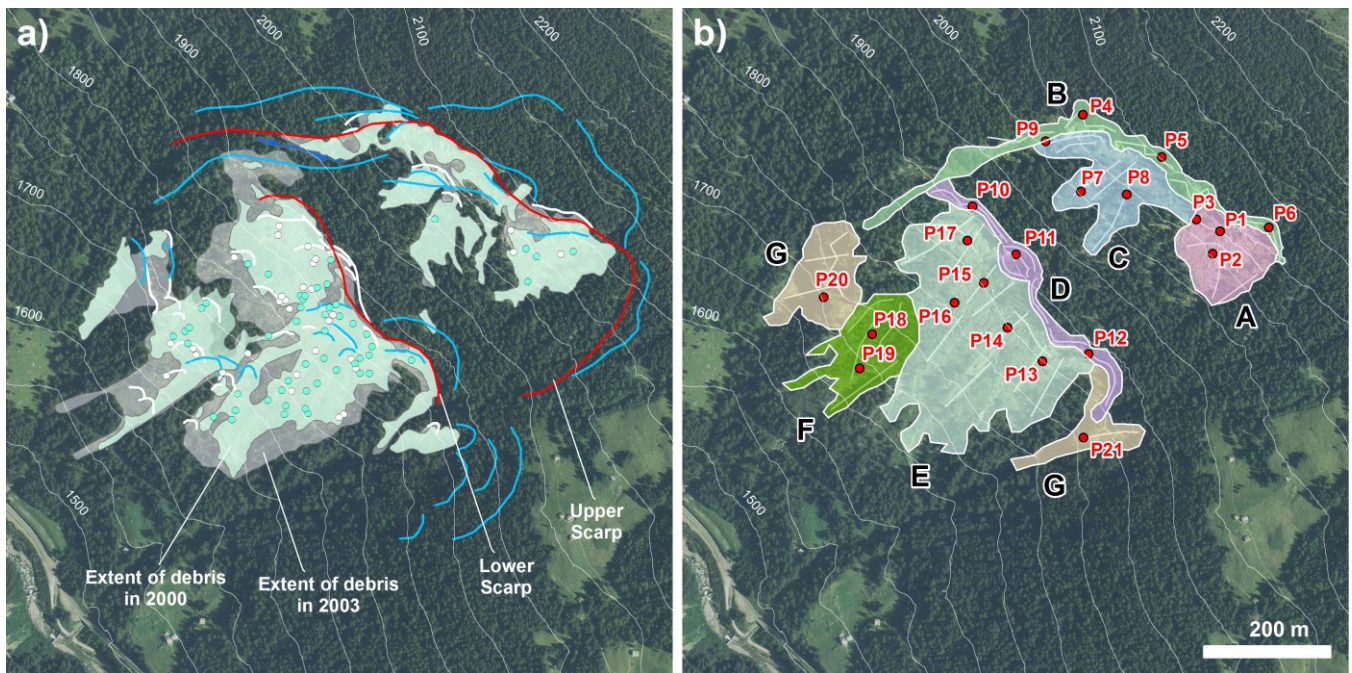 a)
1800
1900
2000
2100
2200
1700
1600
1500
Extent of debris
in 2000
Extent of debris
in 2003
Lower
Scarp
Upper
Scarp
b)
1800
1900
2000
2100
2200
1700
1600
1500
B
P4
P9
P5
P7
P8
P3
P1
P6
P2
P10
P17
P11
C
A
G
P20
P15
D
P16
P18
P14
P19
P12
P13
F
E
P21
G
200 m